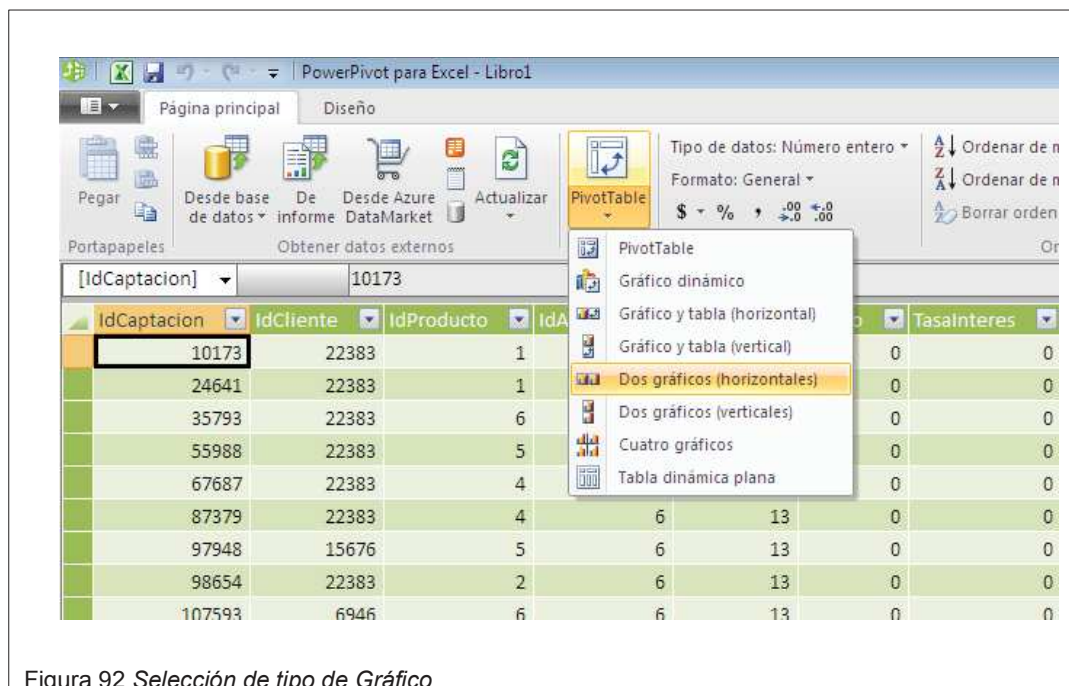 PowerPivot para Excel - Libro1
Página principal Diseño
Pegar
Desde base de datos
De informe
Desde Azure DataMarket
Actualizar
PivotTable
Tipo de datos: Número entero
Formato: General
$ % , .00 →.0 ←.0 .00
A Z Ordenar de
Z A Ordenar de
Borrar orden
Portapapeles
Obtener datos externos
[IdCaptacion] 10173
PivotTable
Gráfico dinámico
Gráfico y tabla (horizontal)
Gráfico y tabla (vertical)
Dos gráficos (horizontales)
Dos gráficos (verticales)
Cuatro gráficos
Tabla dinámica plana
IdCaptacion IdCliente IdProducto TasaInteres
10173 22383 1 0 0
24641 22383 1 0 0
35793 22383 6 0 0
55988 22383 5 0 0
67687 22383 4 0 0
87379 22383 4 6 13 0 0
97948 15676 5 6 13 0 0
98654 22383 2 6 13 0 0
107593 6946 6 6 13 0 0
Figura 92 Selección de tipo de Gráfico